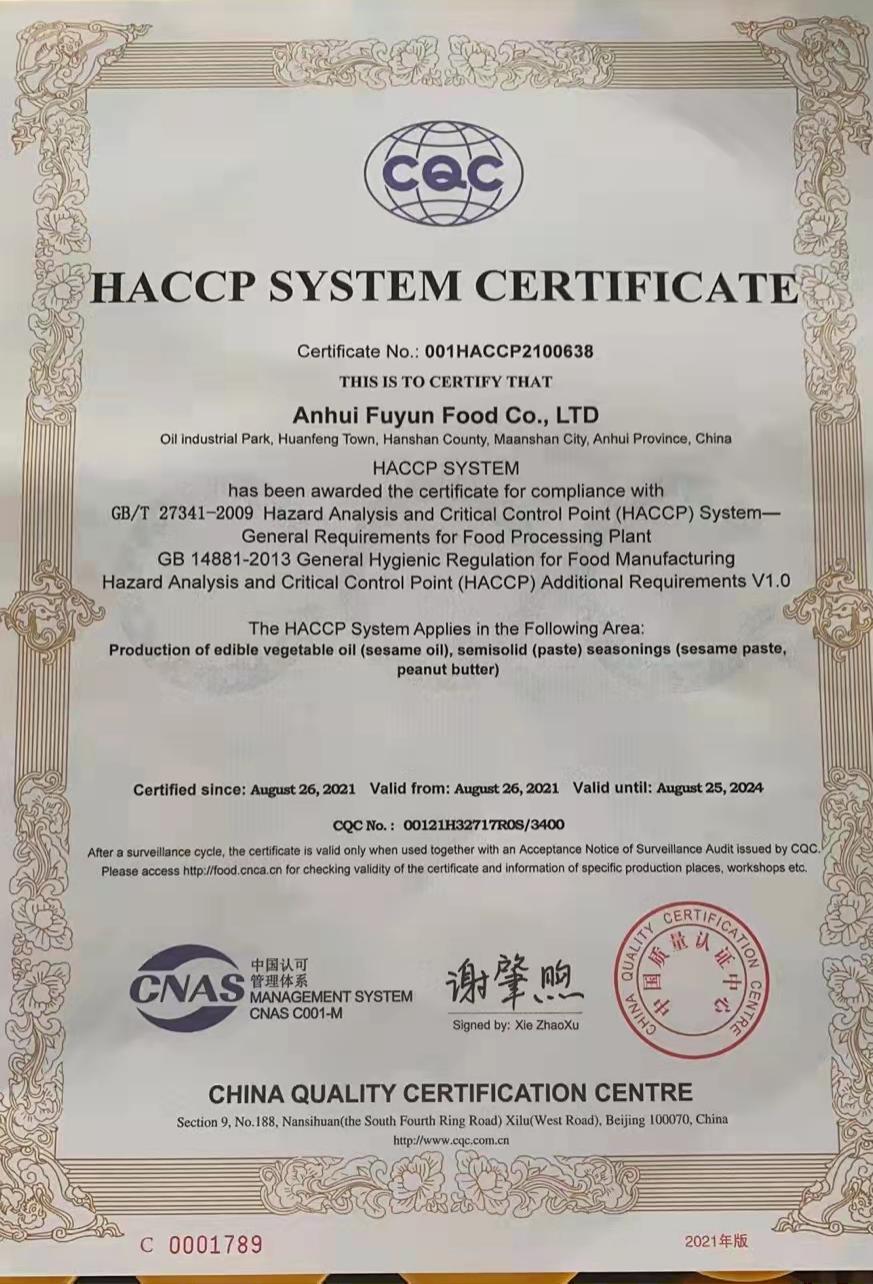 CQC
HACCP SYSTEM CERTIFICATE
Certificate No.: 001HACCP2100638
THIS IS TO CERTIFY THAT
Anhui Fuyun Food Co., LTD
Oil industrial Park, Huanfeng Town, Hanshan County, Maanshan City, Anhui Province, China
HACCP SYSTEM
has been awarded the certificate for compliance with
GB/T 27341-2009 Hazard Analysis and Critical Control Point (HACCP) System—
General Requirements for Food Processing Plant
GB 14881-2013 General Hygienic Regulation for Food Manufacturing
Hazard Analysis and Critical Control Point (HACCP) Additional Requirements V1.0
The HACCP System Applies in the Following Area:
Production of edible vegetable oil (sesame oil), semisolid (paste) seasonings (sesame paste,
peanut butter)
Certified since: August 26, 2021 Valid from: August 26, 2021 Valid until: August 25, 2024
CQC No. : 00121H32717R0S/3400
After a surveillance cycle, the certificate is valid only when used together with an Acceptance Notice of Surveillance Audit issued by CQC.
Please access http://food.cnca.cn for checking validity of the certificate and information of specific production places, workshops etc.
CNAS
中国认可
管理体系
MANAGEMENT SYSTEM
CNAS C001-M
谢肇煦
Signed by: Xie ZhaoXu
CHINA QUALITY CERTIFICATION CENTRE
中国质量认证中心
CHINA QUALITY CERTIFICATION CENTRE
Section 9, No.188, Nansihuan(the South Fourth Ring Road) Xilu(West Road), Beijing 100070, China
http://www.cqc.com.cn
C 0001789
2021年版